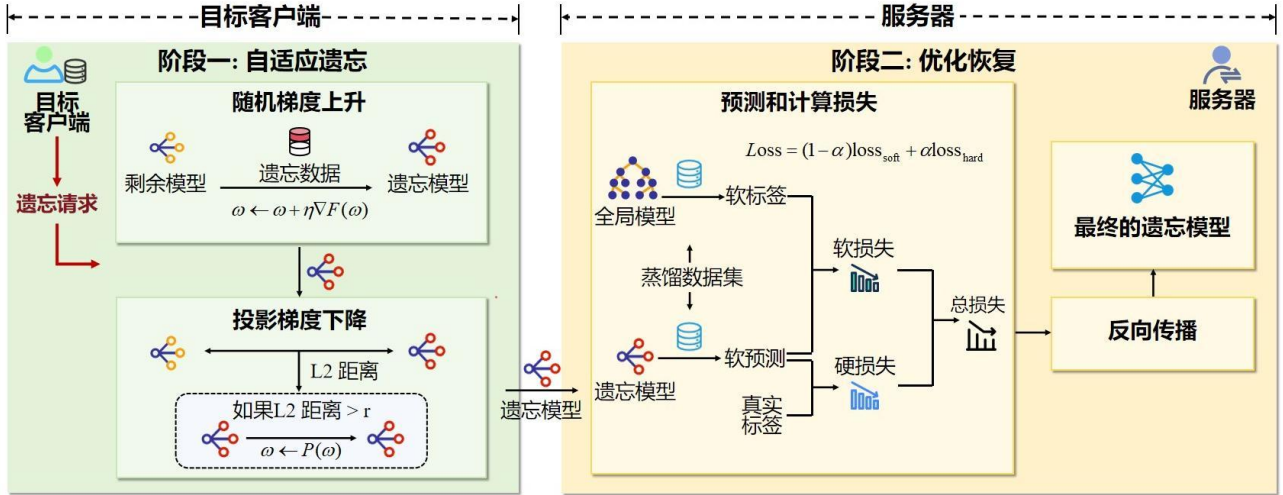 目标客户端
服务器
阶段一: 自适应遗忘
目标
客户端
遗忘请求
随机梯度上升
剩余模型
遗忘数据
遗忘模型
ω ← ω + η∇F(ω)
投影梯度下降
L2 距离
如果L2 距离 > r
ω ← P(ω)
遗忘模型
阶段二: 优化恢复
服务器
预测和计算损失
Loss = (1−α)loss_soft + αloss_hard
全局模型
软标签
蒸馏数据集
遗忘模型
软预测
真实
标签
软损失
硬损失
总损失
反向传播
最终的遗忘模型